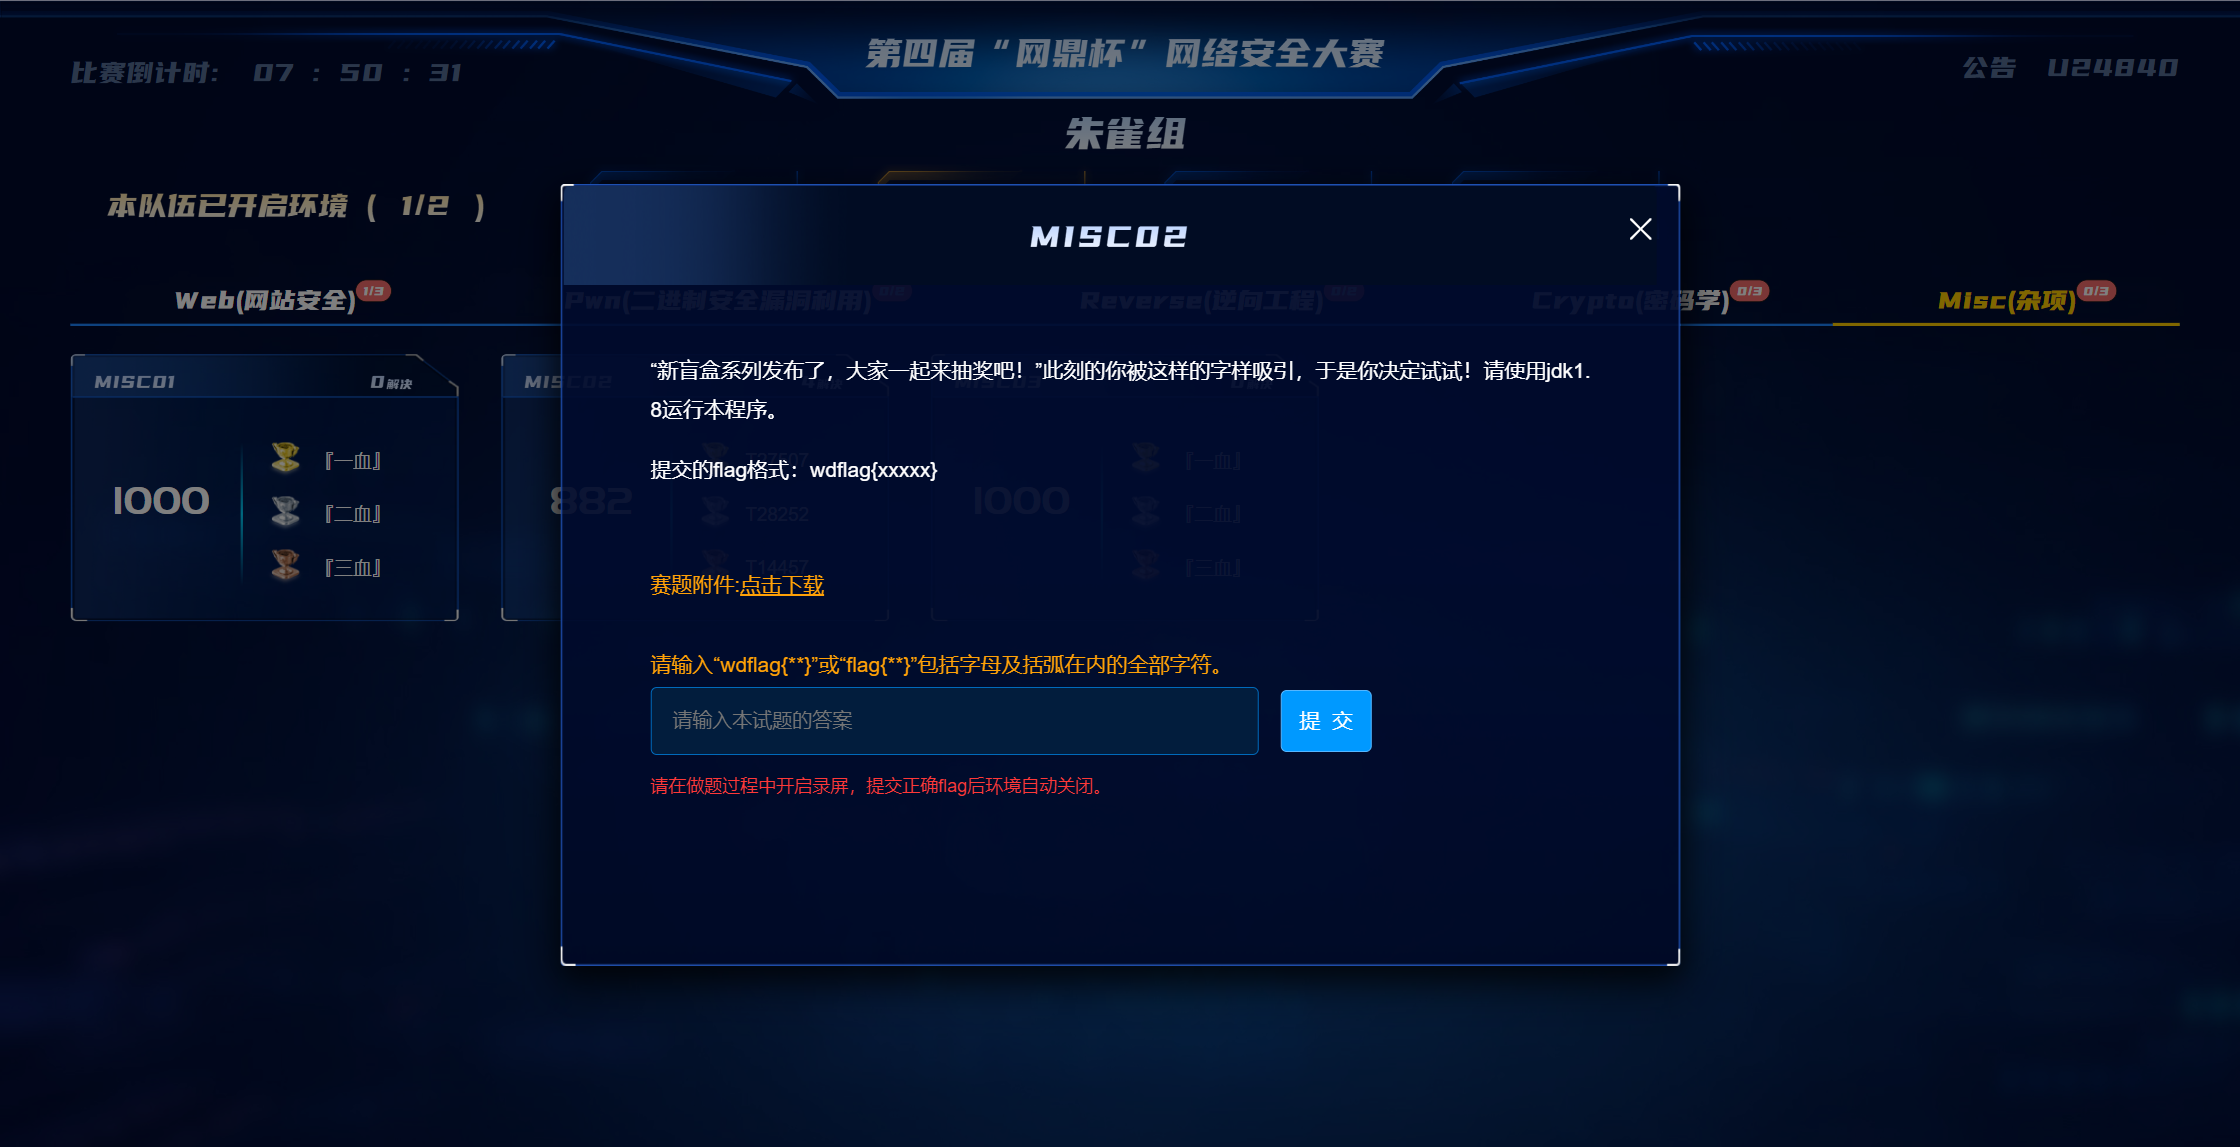 第四届“网鼎杯”网络安全大赛
比赛倒计时： 07 : 50 : 31
公告 U24840
朱雀组
本队伍已开启环境 ( 1/2 )
MISC02
Web(网站安全) 1/3
Pwn(二进制安全漏洞利用) 0/2
Reverse(逆向工程)
Crypto(密码学) 0/3
Misc(杂项) 0/3
MISC01 0解决
1000
『一血』
『二血』
『三血』
MISC02
882
T28252
T14457
1000
『一血』
『二血』
『三血』
“新盲盒系列发布了，大家一起来抽奖吧！”此刻的你被这样的字样吸引，于是你决定试试！请使用jdk1.
8运行本程序。
提交的flag格式：wdflag{xxxxx}
赛题附件:点击下载
请输入“wdflag{**}”或“flag{**}”包括字母及括弧在内的全部字符。
请输入本试题的答案
提 交
请在做题过程中开启录屏，提交正确flag后环境自动关闭。